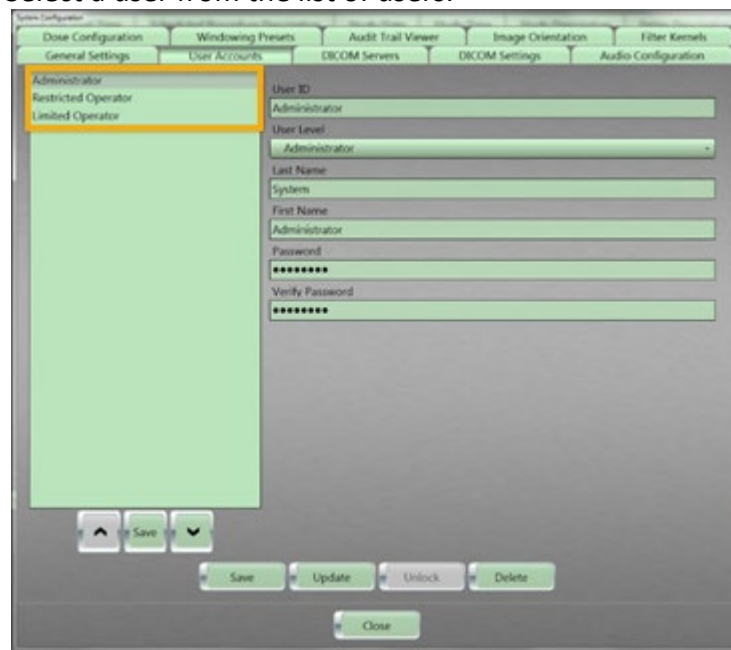 Select a user from the list of users.
System Configuration
Dose Configuration Windowing Presets Audit Trail Viewer Image Orientation Filter Kernels
General Settings User Accounts DICOM Servers DICOM Settings Audio Configuration
Administrator
Restricted Operator
Limited Operator
User ID
Administrator
User Level
Administrator
Last Name
System
First Name
Administrator
Password
••••••••
Verify Password
••••••••
Save
Save Update Unlock Delete
Close